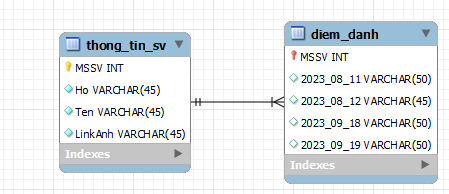 thong_tin_sv
MSSV INT
Ho VARCHAR(45)
Ten VARCHAR(45)
LinkAnh VARCHAR(45)
Indexes
diem_danh
MSSV INT
2023_08_11 VARCHAR(50)
2023_08_12 VARCHAR(45)
2023_09_18 VARCHAR(50)
2023_09_19 VARCHAR(50)
Indexes